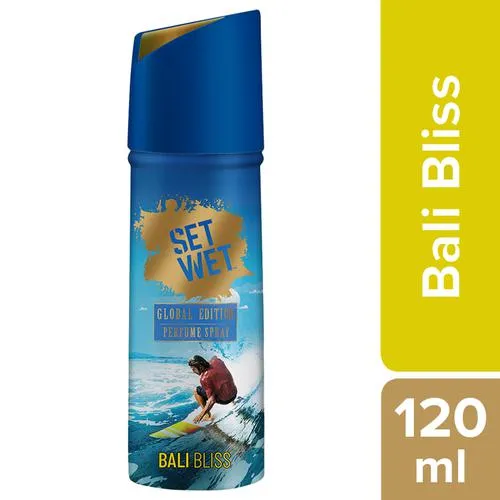 SET
WET
GLOBAL EDITION
PERFUME SPRAY
BALI BLISS
Bali Bliss
120
ml